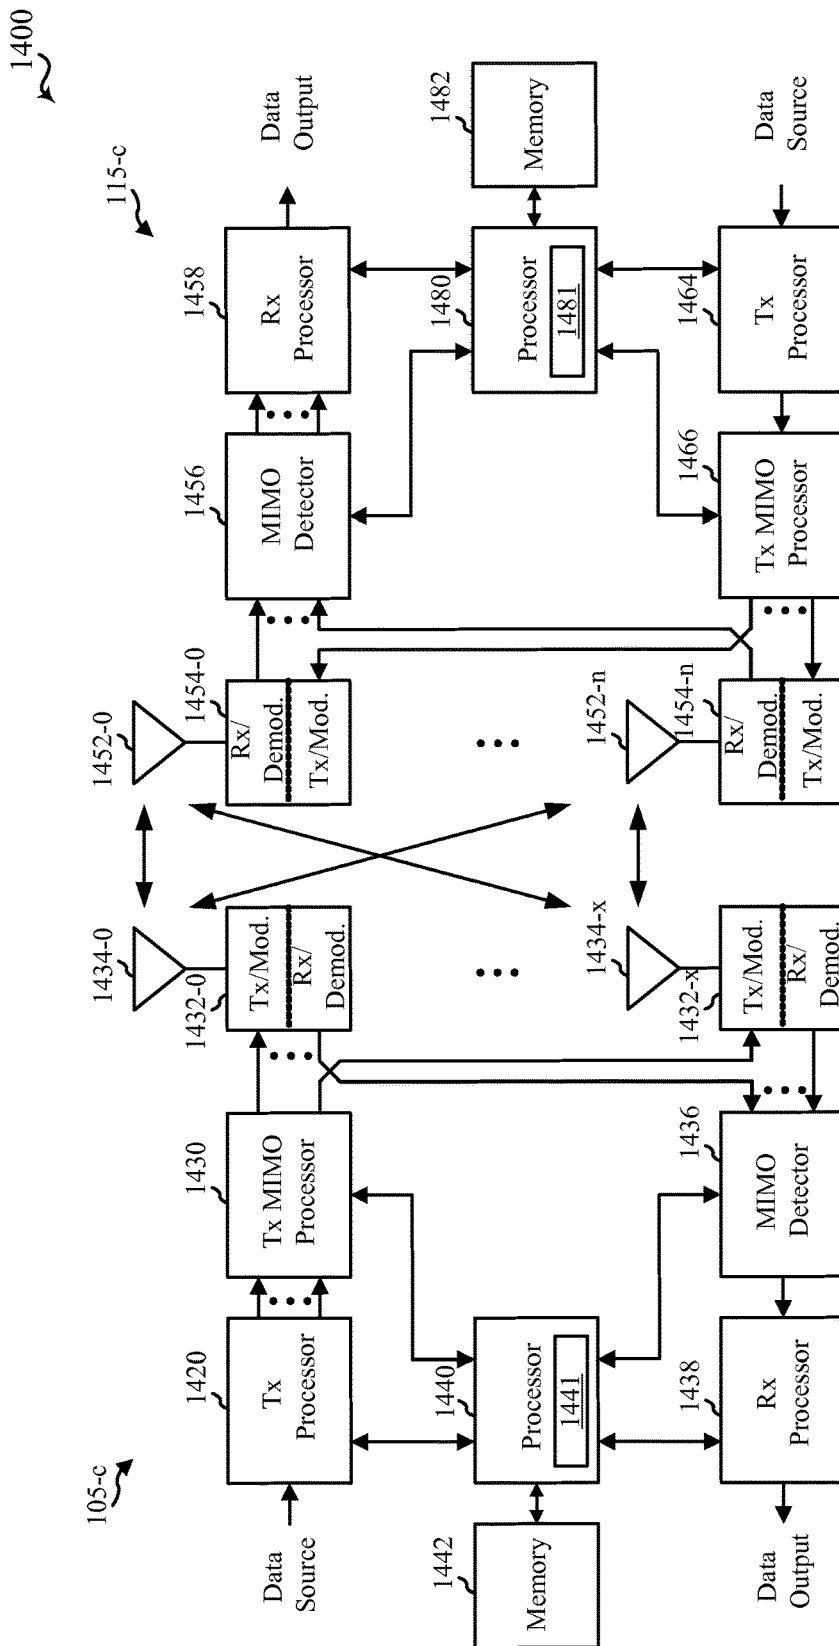 1400
105-c
115-c
Data
Source
1420
Tx
Processor
1430
Tx MIMO
Processor
1432-0
Tx/Mod.
Rx/
Demod.
1434-0
1452-0
1454-0
Rx/
Demod.
Tx/Mod.
1456
MIMO
Detector
1458
Rx
Processor
Data
Output
1442
Memory
1440
Processor
1441
1480
Processor
1481
1482
Memory
Data
Output
1438
Rx
Processor
1436
MIMO
Detector
1432-x
Tx/Mod.
Rx/
Demod.
1434-x
1452-n
1454-n
Rx/
Demod.
Tx/Mod.
1466
Tx MIMO
Processor
1464
Tx
Processor
Data
Source